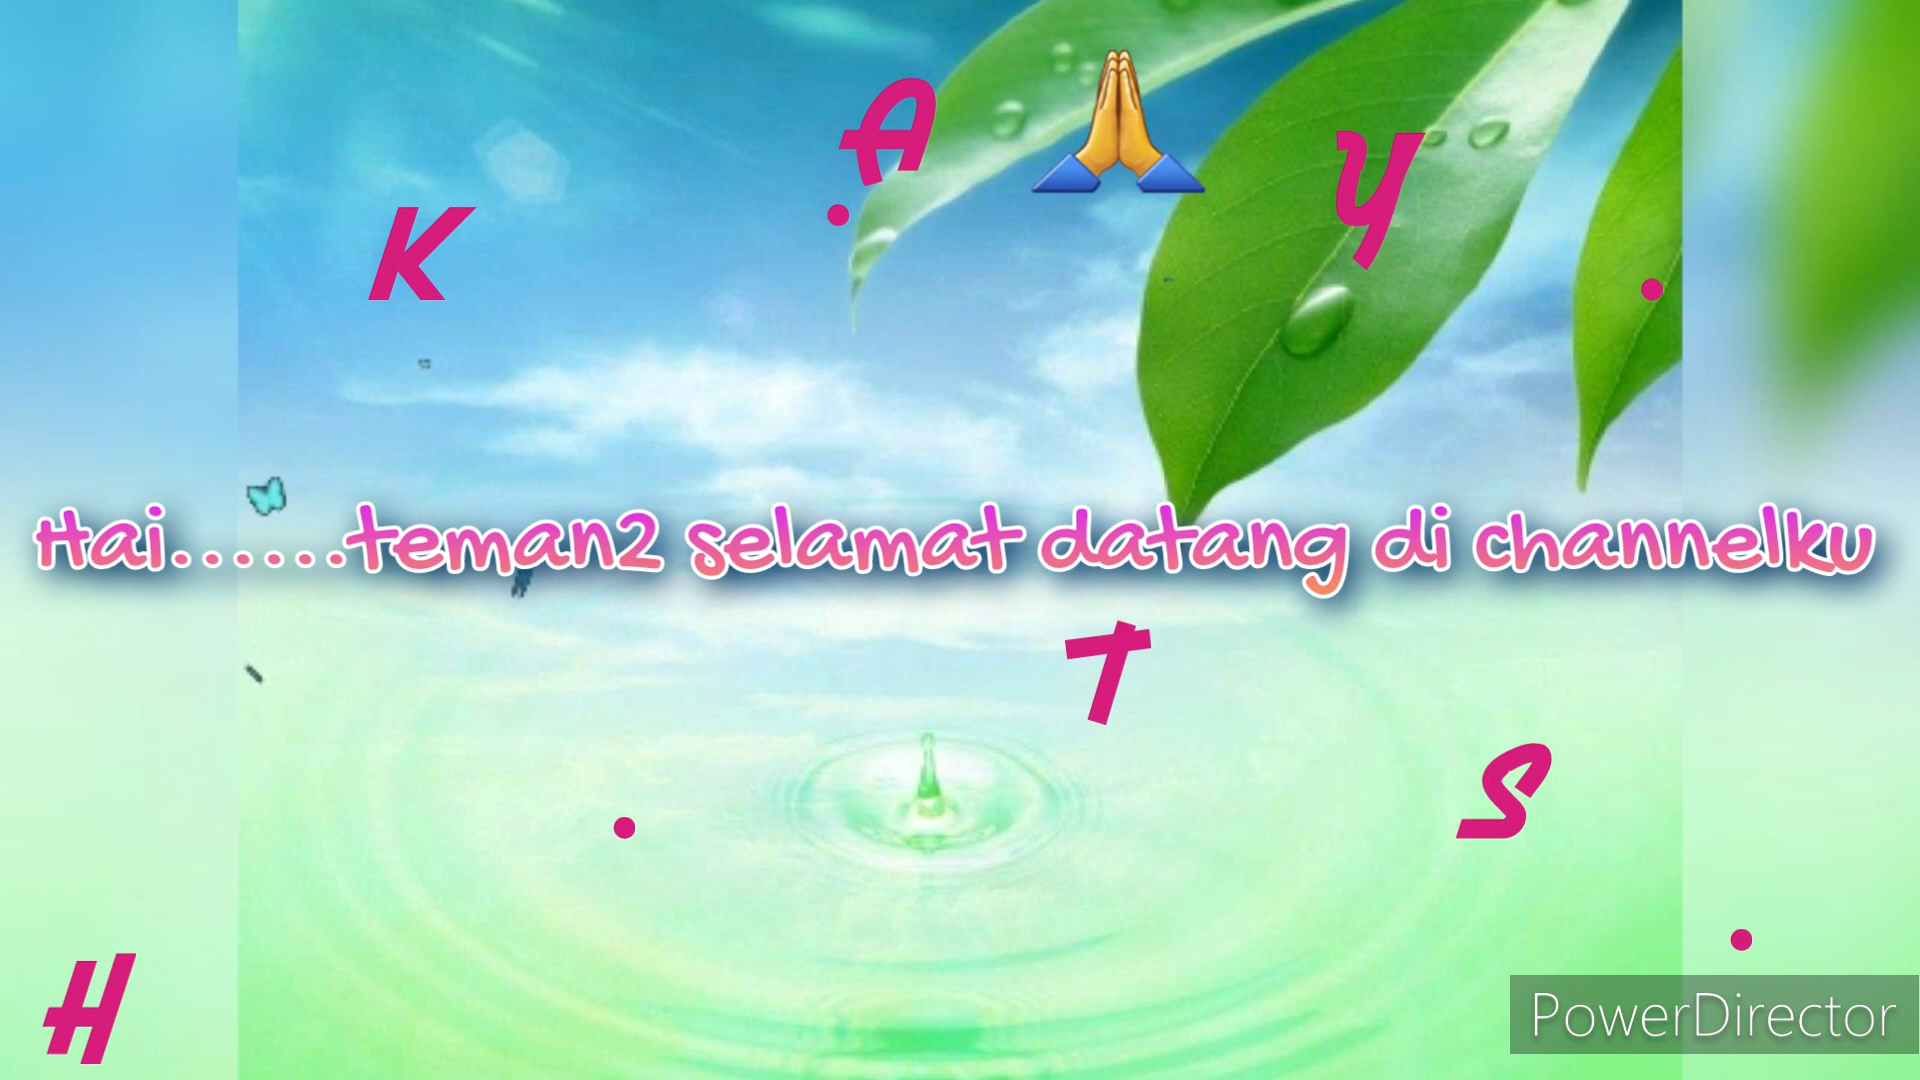 A 🙏 Y
K . .
Hai......teman2 selamat datang di channelku
T
. S
H .
PowerDirector